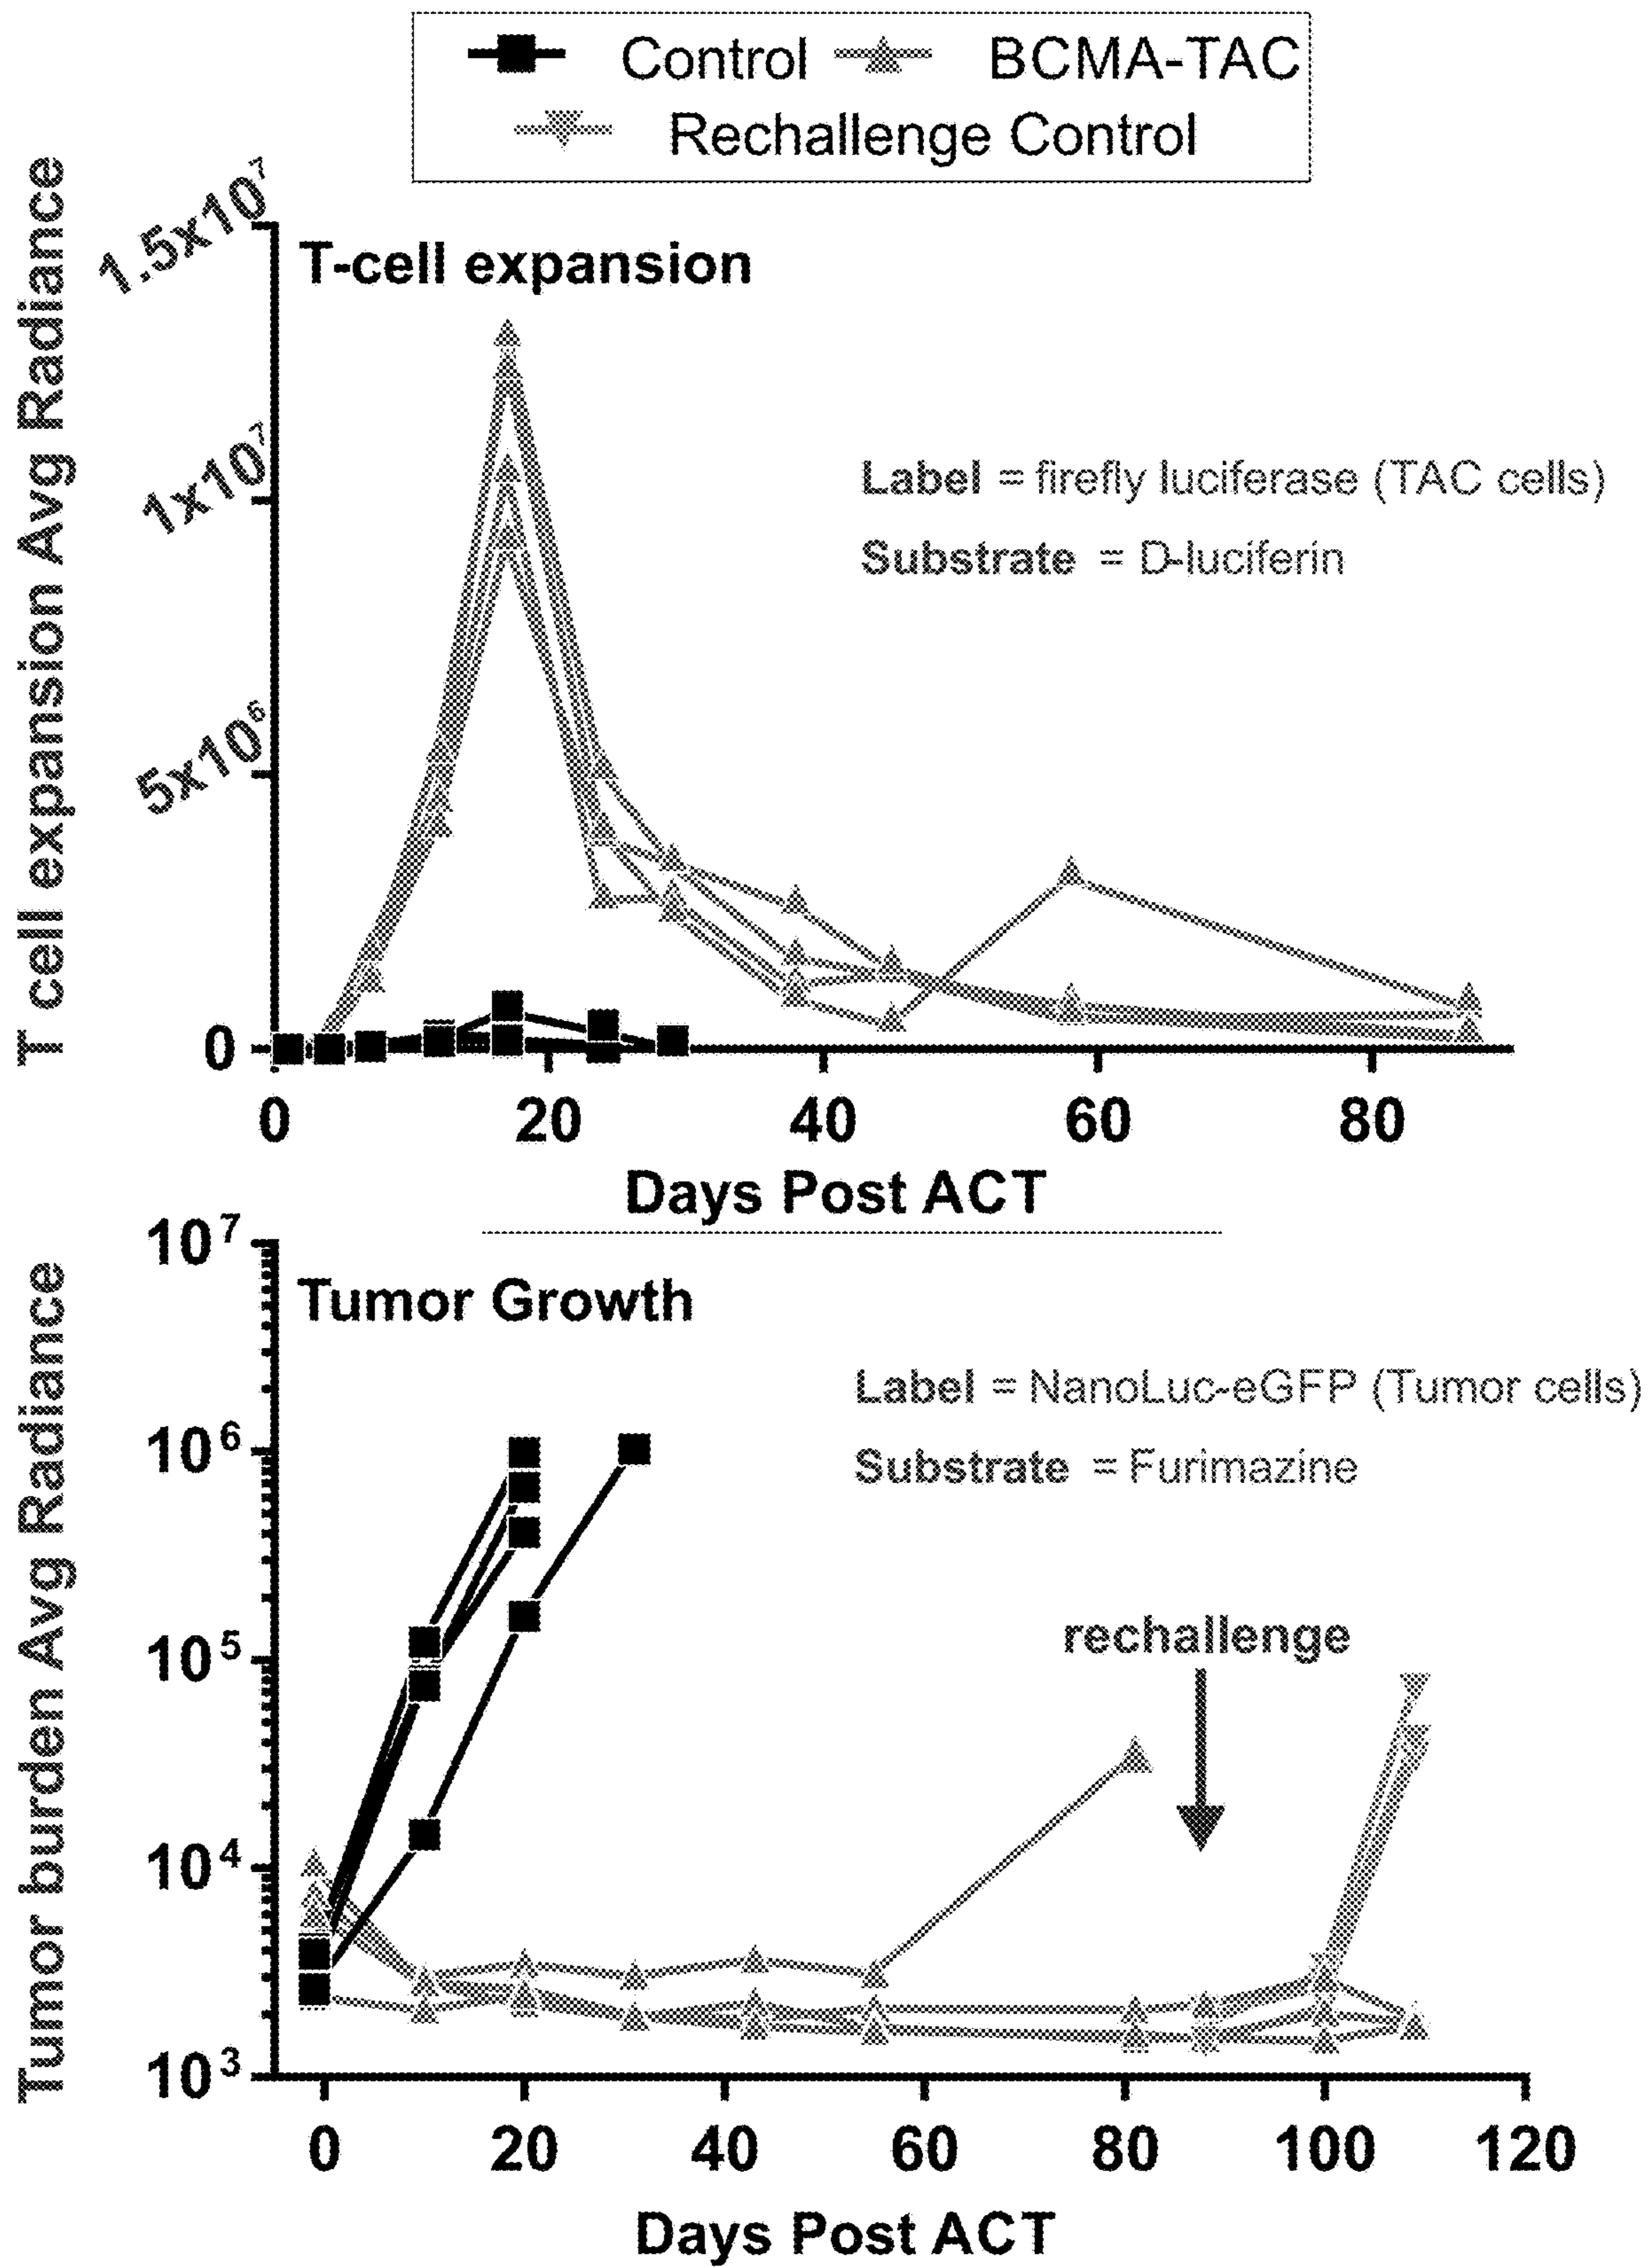 Control BCMA-TAC
Rechallenge Control
T cell expansion Avg Radiance
1.5x10⁷
1x10⁷
5x10⁶
0
T-cell expansion
Label = firefly luciferase (TAC cells)
Substrate = D-luciferin
0 20 40 60 80
Days Post ACT
Tumor burden Avg Radiance
10⁷
10⁶
10⁵
10⁴
10³
Tumor Growth
Label = NanoLuc-eGFP (Tumor cells)
Substrate = Furimazine
rechallenge
0 20 40 60 80 100 120
Days Post ACT